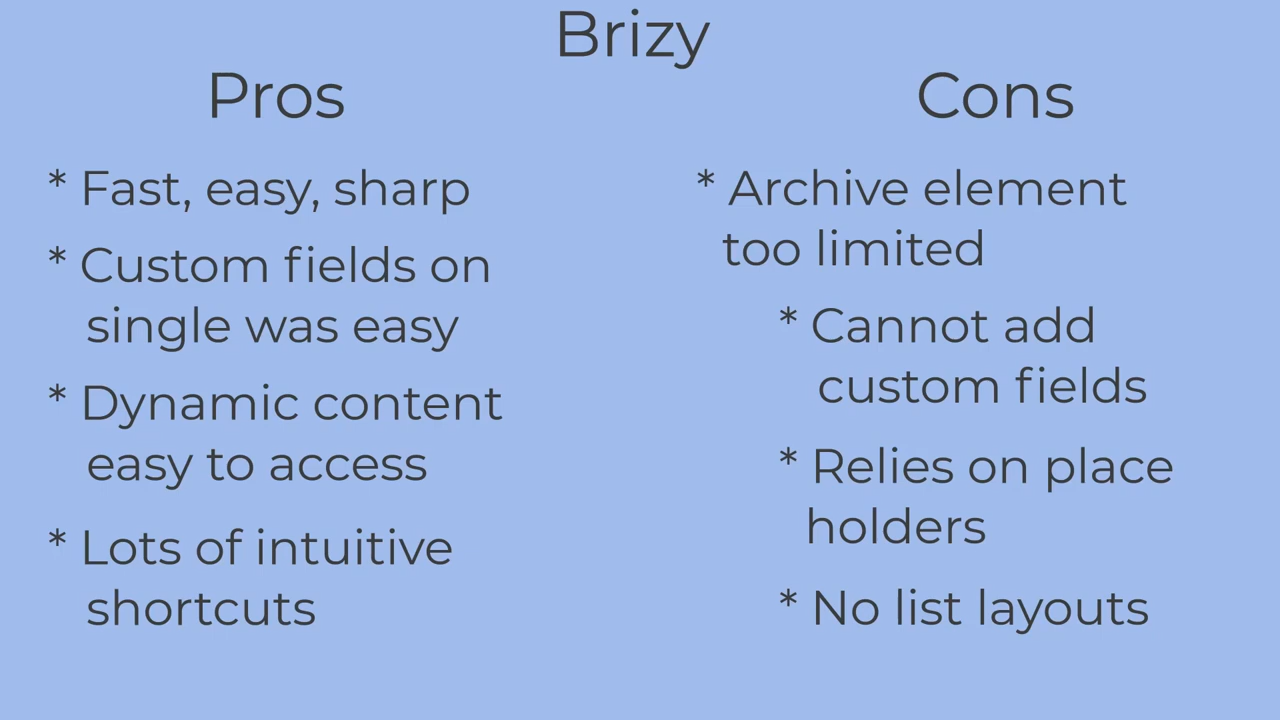 Brizy
Pros
* Fast, easy, sharp
* Custom fields on
single was easy
* Dynamic content
easy to access
* Lots of intuitive
shortcuts
Cons
* Archive element
too limited
* Cannot add
custom fields
* Relies on place
holders
* No list layouts